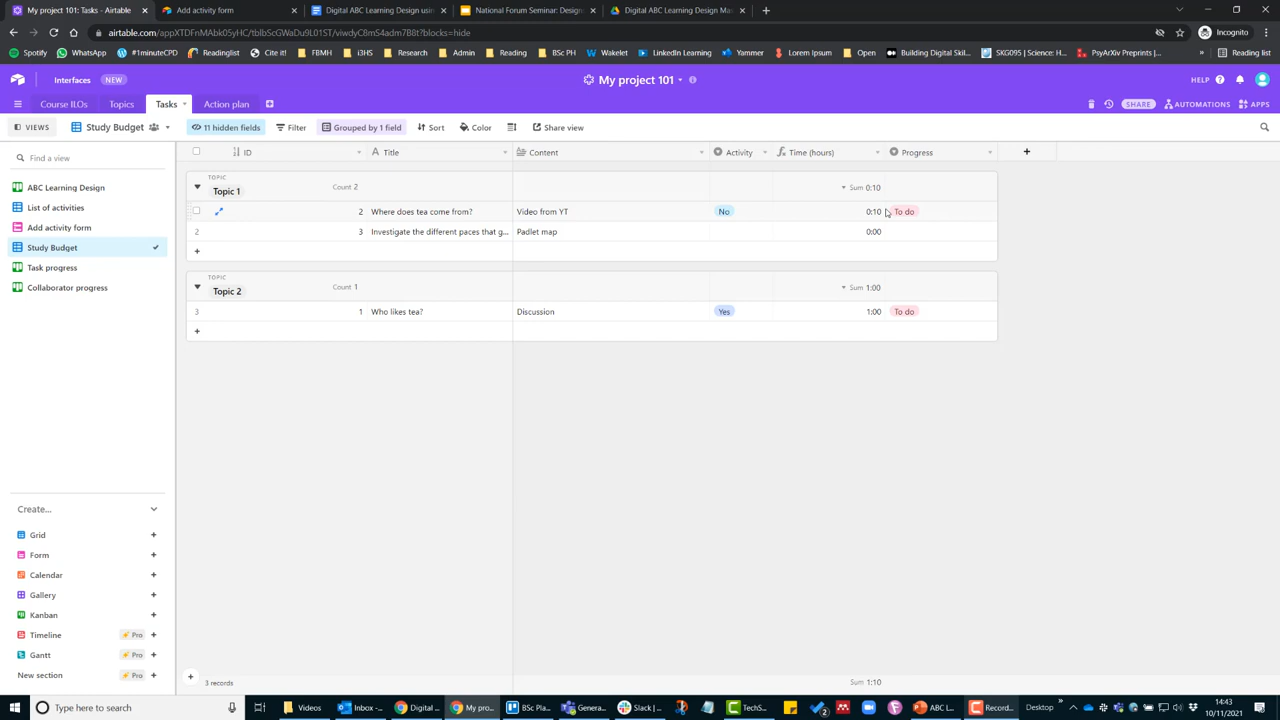 My tasks - Airtable
Add activity form
Digital ABC Learning Design usin
National Forum Seminar: Design
Digital ABC Learning Design Ma
Incognito
airtable.com/appXTDFnMAbk05yHC/tblbScGWaDu9L01ST/viwdyC8mS4adm7B8t?blocks=hide
Spotify
WhatsApp
#1minuteCPD
Readinglist
Cite it!
FBMH
i3HS
Research
Admin
Reading
BSc PH
Wakelet
LinkedIn Learning
Yammer
Lorem Ipsum
Open
Building Digital Skil...
SKG095 | Science: H...
PsyArXiv Preprints |...
Reading list
Interfaces
NEW
My project 101
HELP
Course ILOs
Topics
Tasks
Action plan
SHARE
AUTOMATIONS
APPS
VIEWS
Study Budget
11 hidden fields
Filter
Grouped by 1 field
Sort
Color
Share view
Find a view
ABC Learning Design
List of activities
Add activity form
Study Budget
Task progress
Collaborator progress
Create...
Grid
Form
Calendar
Gallery
Kanban
Timeline Pro
Gantt Pro
New section Pro
ID Title Content Activity Time (hours) Progress
TOPIC
Topic 1 Count 2 Sum 0:10
2 Where does tea come from? Video from YT No 0:10 To do
2 3 Investigate the different paces that g... Padlet map 0:00
TOPIC
Topic 2 Count 1 Sum 1:00
3 1 Who likes tea? Discussion Yes 1:00 To do
3 records Sum 1:10
Type here to search
Videos
Inbox -...
Digital ...
My pro...
BSc Pla...
Genera...
Slack | ...
TechS...
ABC L...
Record...
Desktop
14:43
10/11/2021